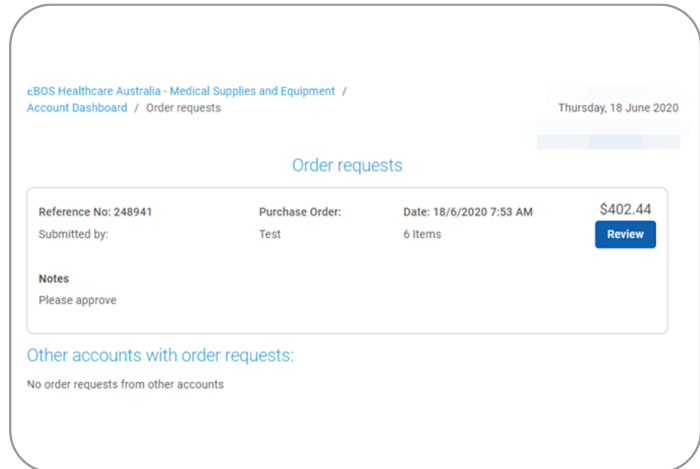 EBOS Healthcare Australia - Medical Supplies and Equipment /
Account Dashboard / Order requests
Thursday, 18 June 2020
Order requests
Reference No: 248941 Purchase Order: Date: 18/6/2020 7:53 AM $402.44
Submitted by: Test 6 Items Review
Notes
Please approve
Other accounts with order requests:
No order requests from other accounts